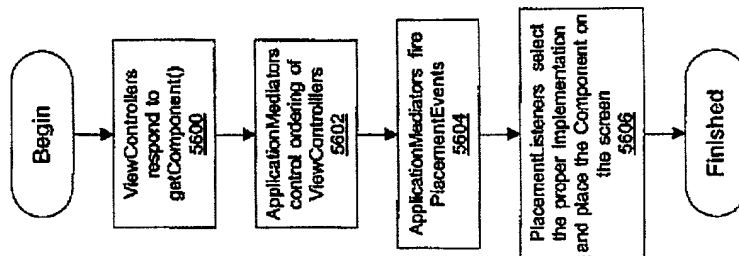 Begin
ViewControllers
respond to
getComponent()
5600
ApplicationMediators
control ordering of
ViewControllers
5602
ApplicationMediators fire
PlacementEvents
5604
PlacementListeners select
the proper implementation
and place the Component on
the screen
5606
Finished